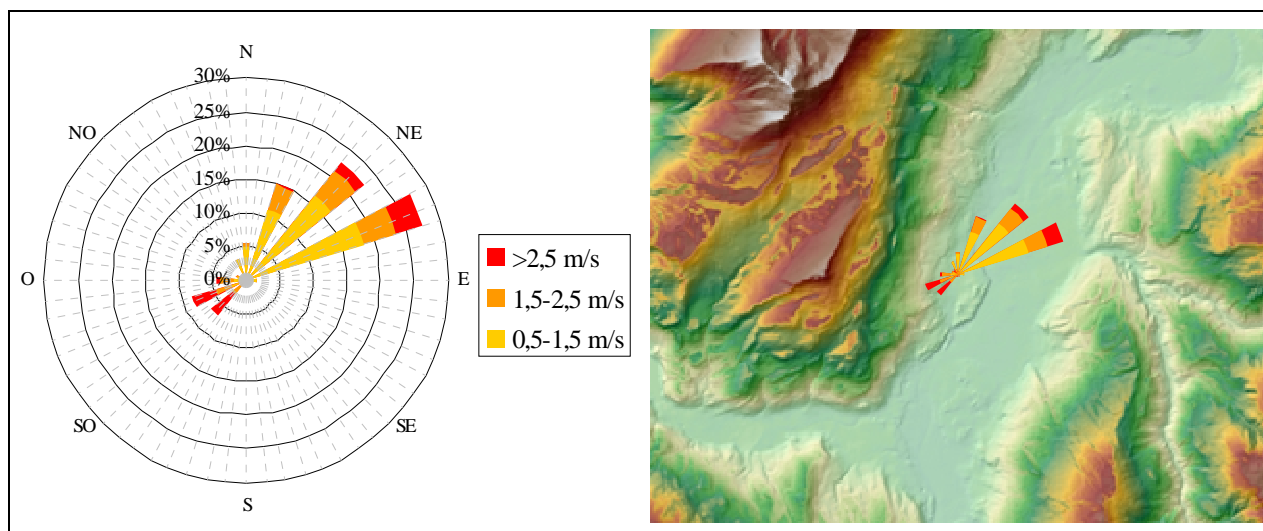 N
30%
25%
NO
NE
20%
15%
10%
5%
O
0%
E
SO
SE
S
>2,5 m/s
1,5-2,5 m/s
0,5-1,5 m/s